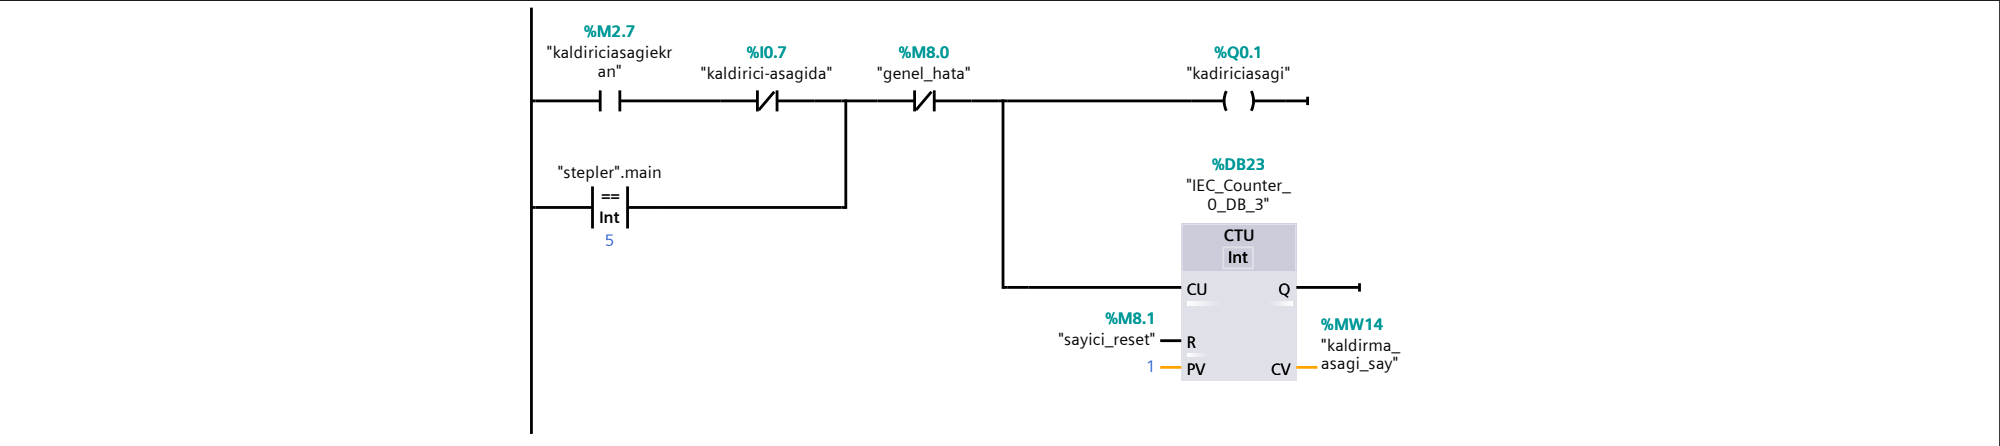 %M2.7
"kaldiriciasagiekr
an"
%I0.7
"kaldirici-asagida"
%M8.0
"genel_hata"
%Q0.1
"kadiriciasagi"
"stepler".main
==
Int
5
%DB23
"IEC_Counter_
0_DB_3"
CTU
Int
CU
Q
%M8.1
"sayici_reset"
R
1
PV
CV
%MW14
"kaldirma_
asagi_say"